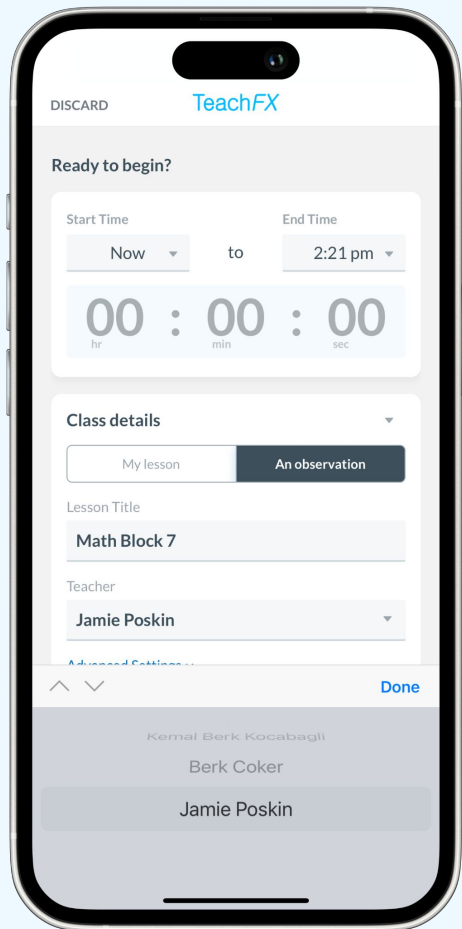 DISCARD TeachFX
Ready to begin?
Start Time End Time
Now to 2:21 pm
00 : 00 : 00
hr min sec
Class details
My lesson An observation
Lesson Title
Math Block 7
Teacher
Jamie Poskin
Advanced Settings
Done
Kemal Berk Kocabagli
Berk Coker
Jamie Poskin